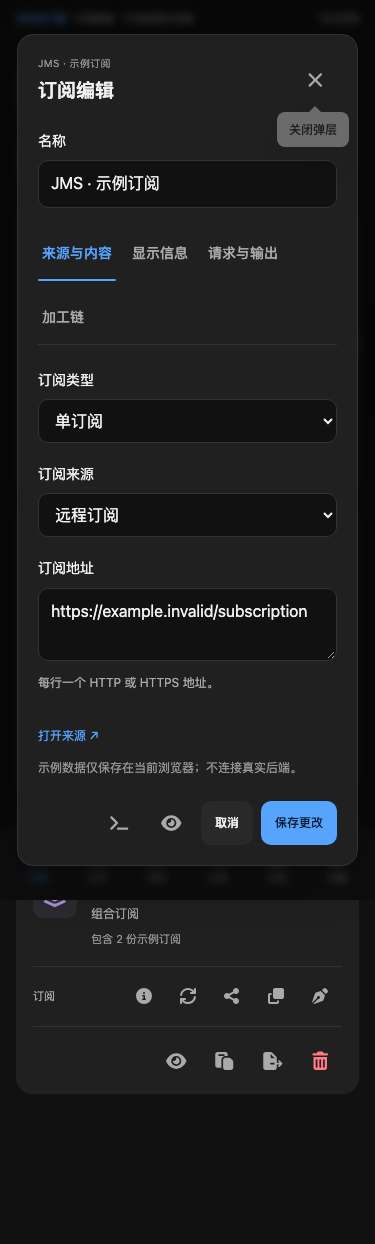 JMS · 示例订阅
订阅编辑
关闭弹层
名称
JMS · 示例订阅
来源与内容 显示信息 请求与输出
加工链
订阅类型
单订阅
订阅来源
远程订阅
订阅地址
https://example.invalid/subscription
每行一个 HTTP 或 HTTPS 地址。
打开来源 ↗
示例数据仅保存在当前浏览器；不连接真实后端。
取消 保存更改
组合订阅
包含 2 份示例订阅
订阅